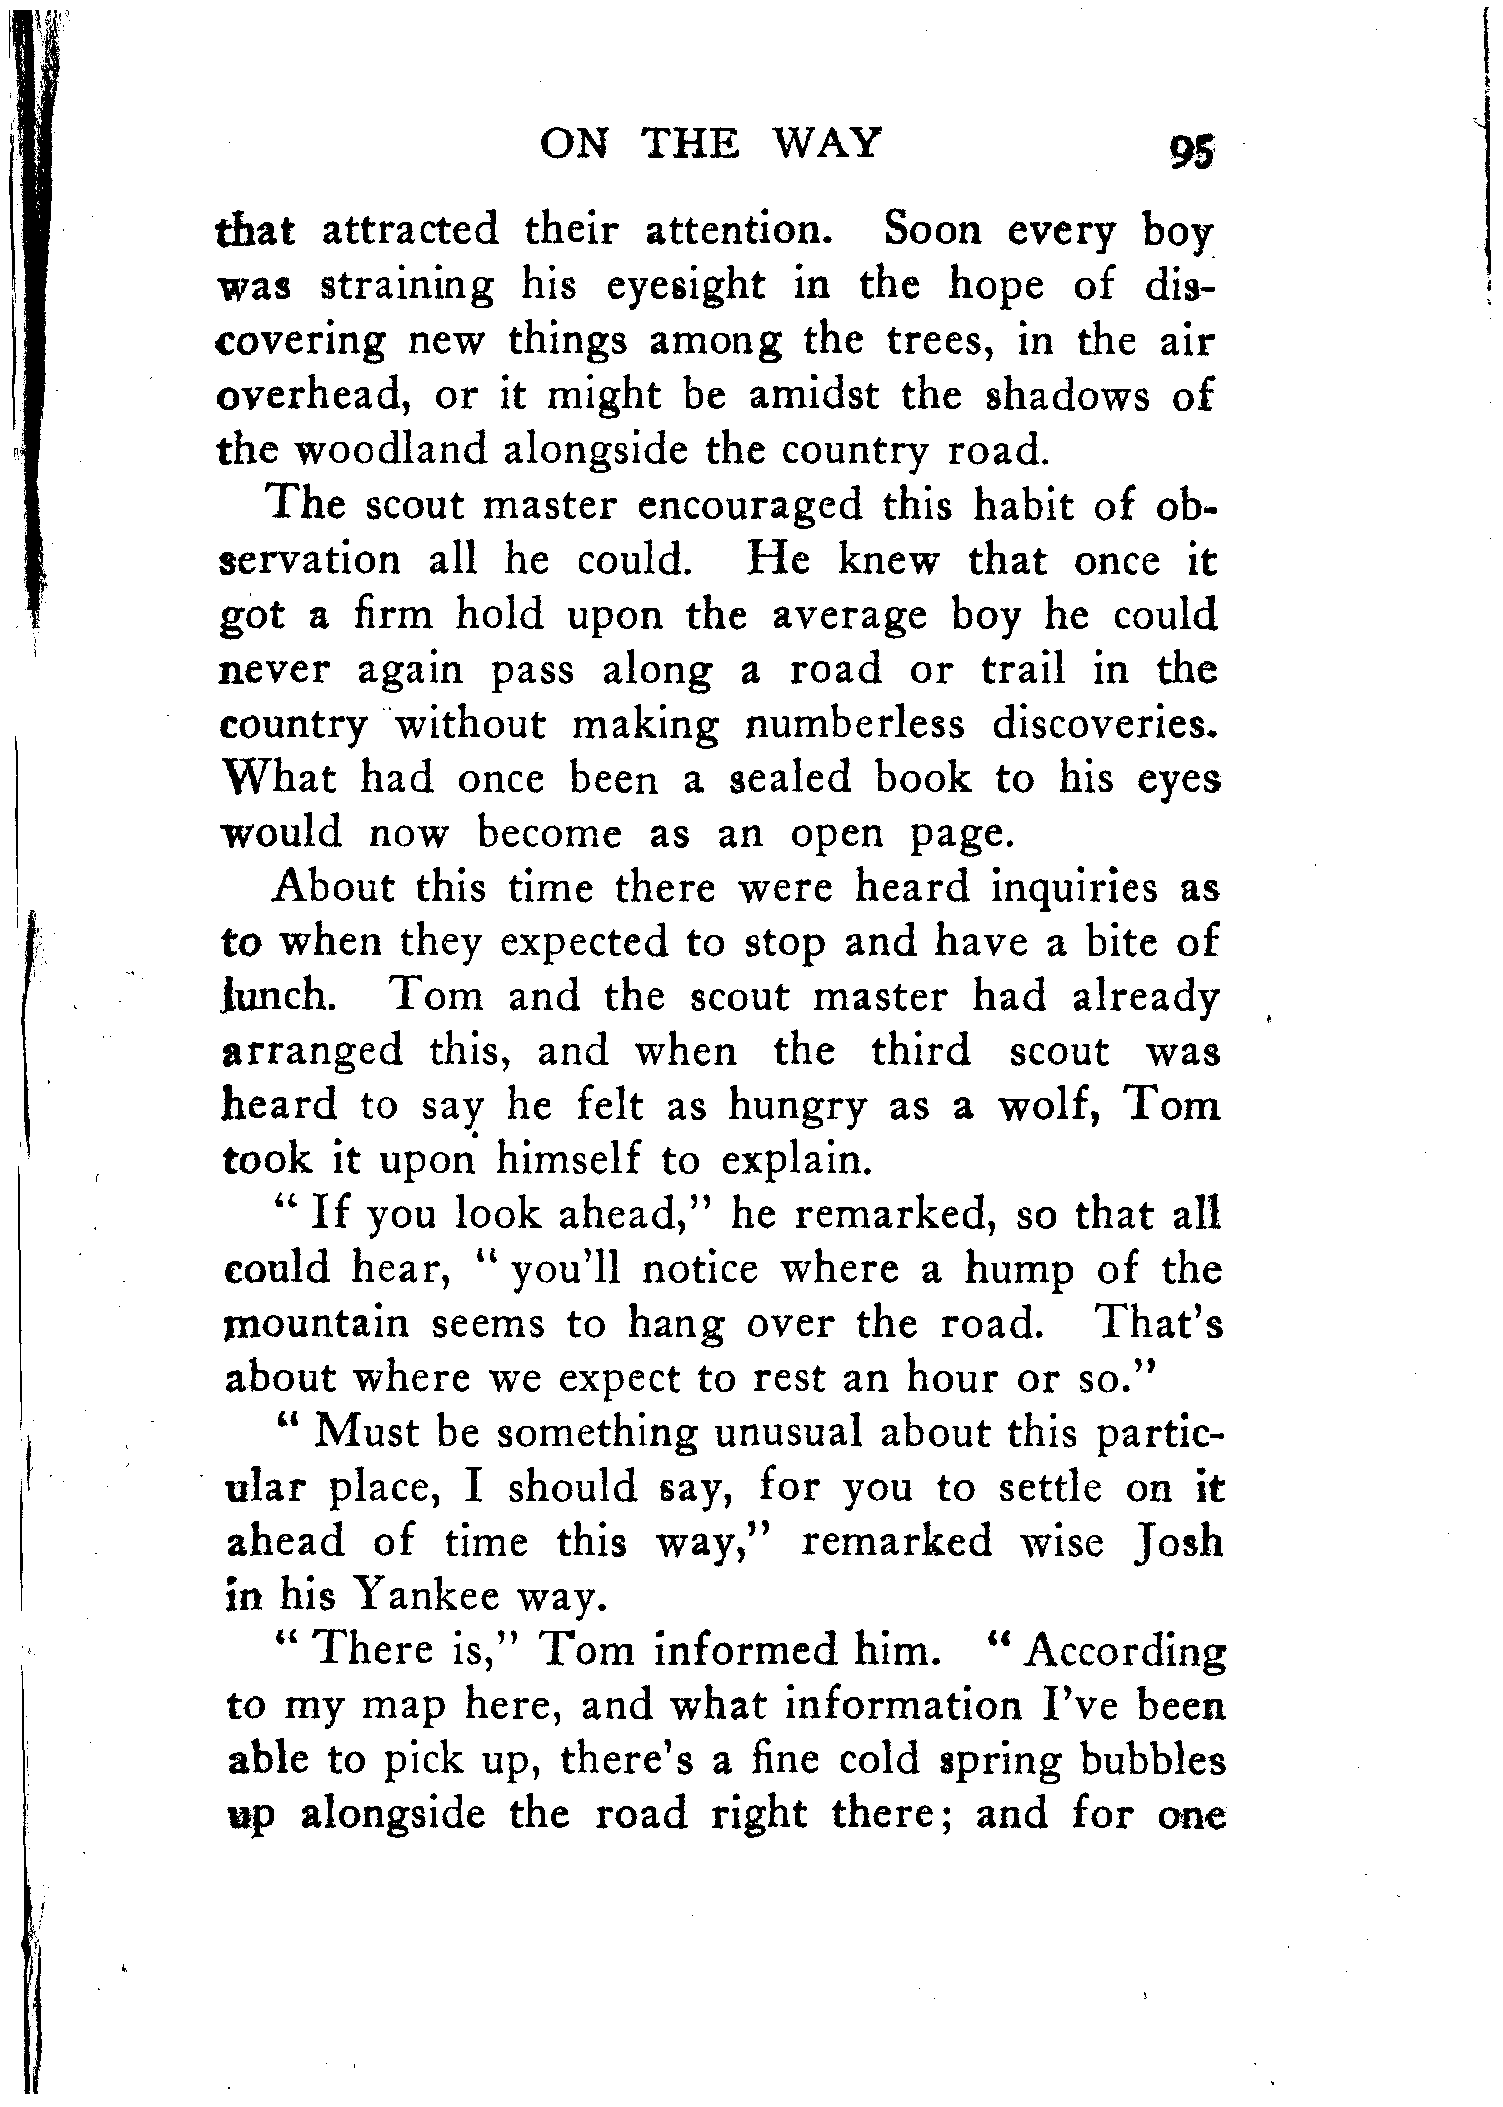 ON THE WAY 95
that attracted their attention. Soon every boy
was straining his eyesight in the hope of dis-
covering new things among the trees, in the air
overhead, or it might be amidst the shadows of
the woodland alongside the country road.
The scout master encouraged this habit of ob-
servation all he could. He knew that once it
got a firm hold upon the average boy he could
never again pass along a road or trail in the
country without making numberless discoveries.
What had once been a sealed book to his eyes
would now become as an open page.
About this time there were heard inquiries as
to when they expected to stop and have a bite of
lunch. Tom and the scout master had already
arranged this, and when the third scout was
heard to say he felt as hungry as a wolf, Tom
took it upon himself to explain.
“ If you look ahead,” he remarked, so that all
could hear, “ you’ll notice where a hump of the
mountain seems to hang over the road. That’s
about where we expect to rest an hour or so.”
“ Must be something unusual about this partic-
ular place, I should say, for you to settle on it
ahead of time this way,” remarked wise Josh
in his Yankee way.
“ There is,” Tom informed him. “ According
to my map here, and what information I’ve been
able to pick up, there’s a fine cold spring bubbles
up alongside the road right there; and for one